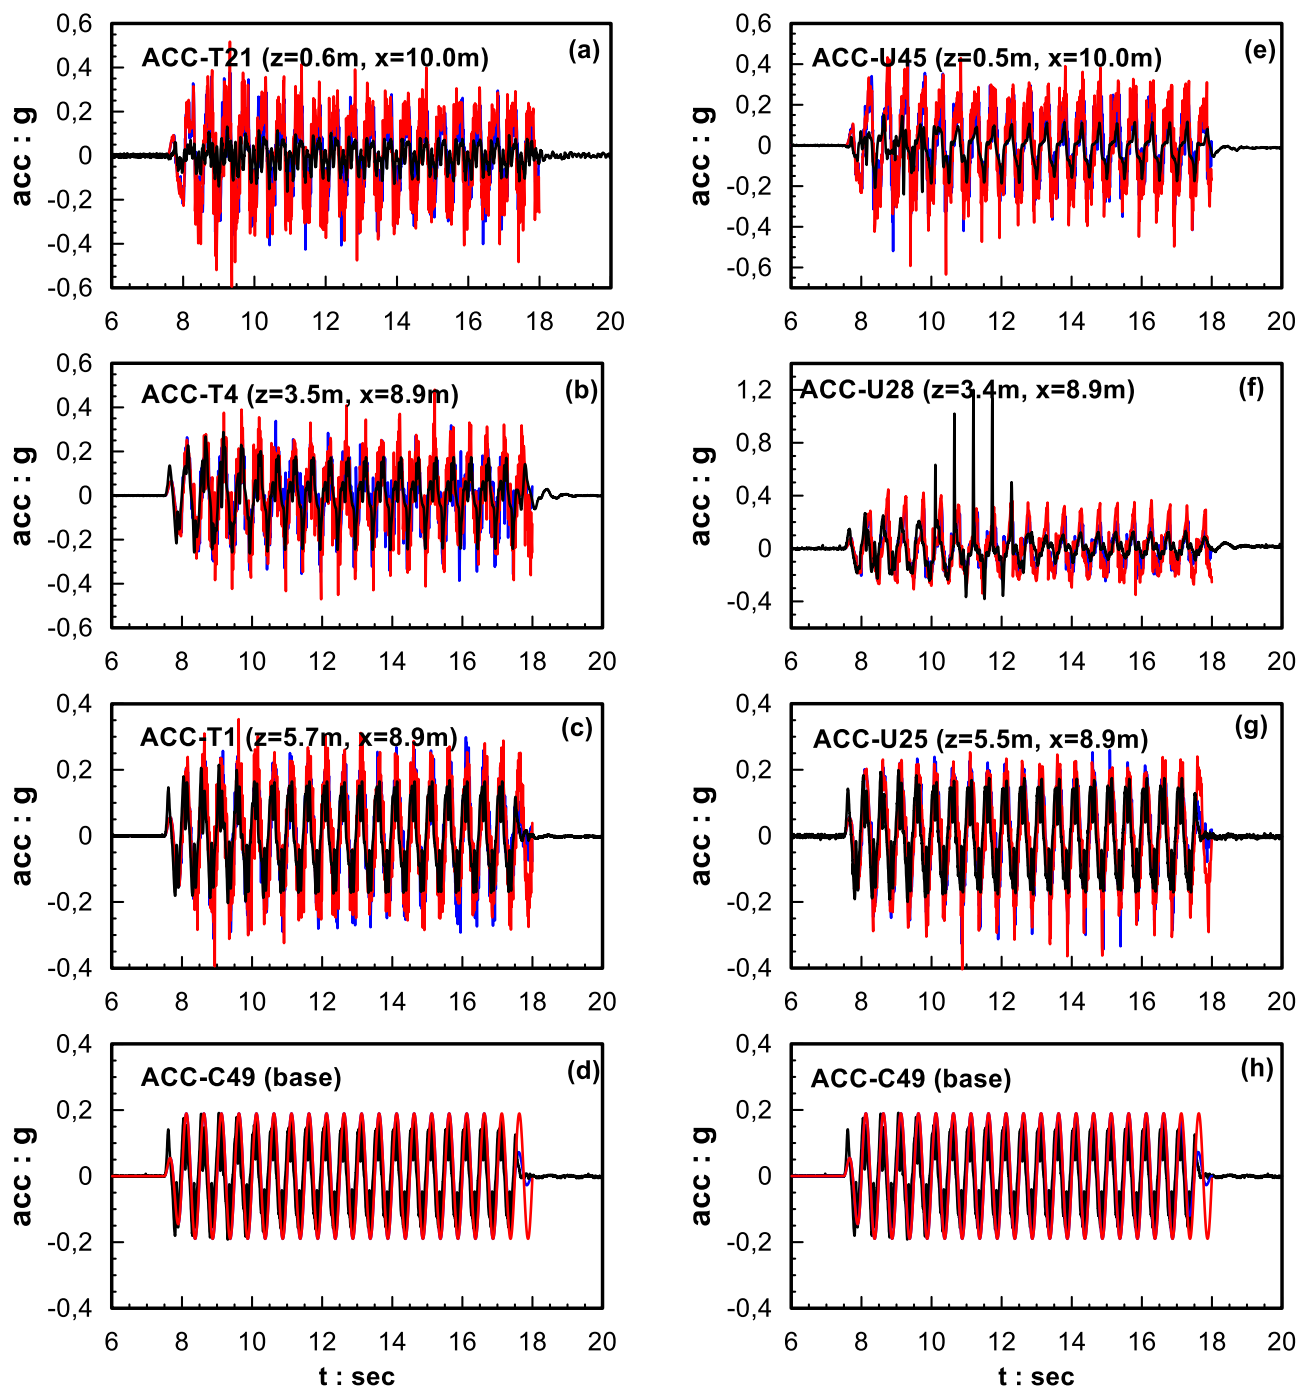 0,6
0,4
0,2
0
-0,2
-0,4
-0,6
acc : g
ACC-T21 (z=0.6m, x=10.0m)
(a)
6 8 10 12 14 16 18 20
0,6
0,4
0,2
0
-0,2
-0,4
-0,6
acc : g
ACC-U45 (z=0.5m, x=10.0m)
(e)
6 8 10 12 14 16 18 20
0,6
0,4
0,2
0
-0,2
-0,4
-0,6
acc : g
ACC-T4 (z=3.5m, x=8.9m)
(b)
6 8 10 12 14 16 18 20
1,2
0,8
0,4
0
-0,4
acc : g
ACC-U28 (z=3.4m, x=8.9m)
(f)
6 8 10 12 14 16 18 20
0,4
0,2
0
-0,2
-0,4
acc : g
ACC-T1 (z=5.7m, x=8.9m)
(c)
6 8 10 12 14 16 18 20
0,4
0,2
0
-0,2
-0,4
acc : g
ACC-U25 (z=5.5m, x=8.9m)
(g)
6 8 10 12 14 16 18 20
0,4
0,2
0
-0,2
-0,4
acc : g
ACC-C49 (base)
(d)
6 8 10 12 14 16 18 20
t : sec
0,4
0,2
0
-0,2
-0,4
acc : g
ACC-C49 (base)
(h)
6 8 10 12 14 16 18 20
t : sec